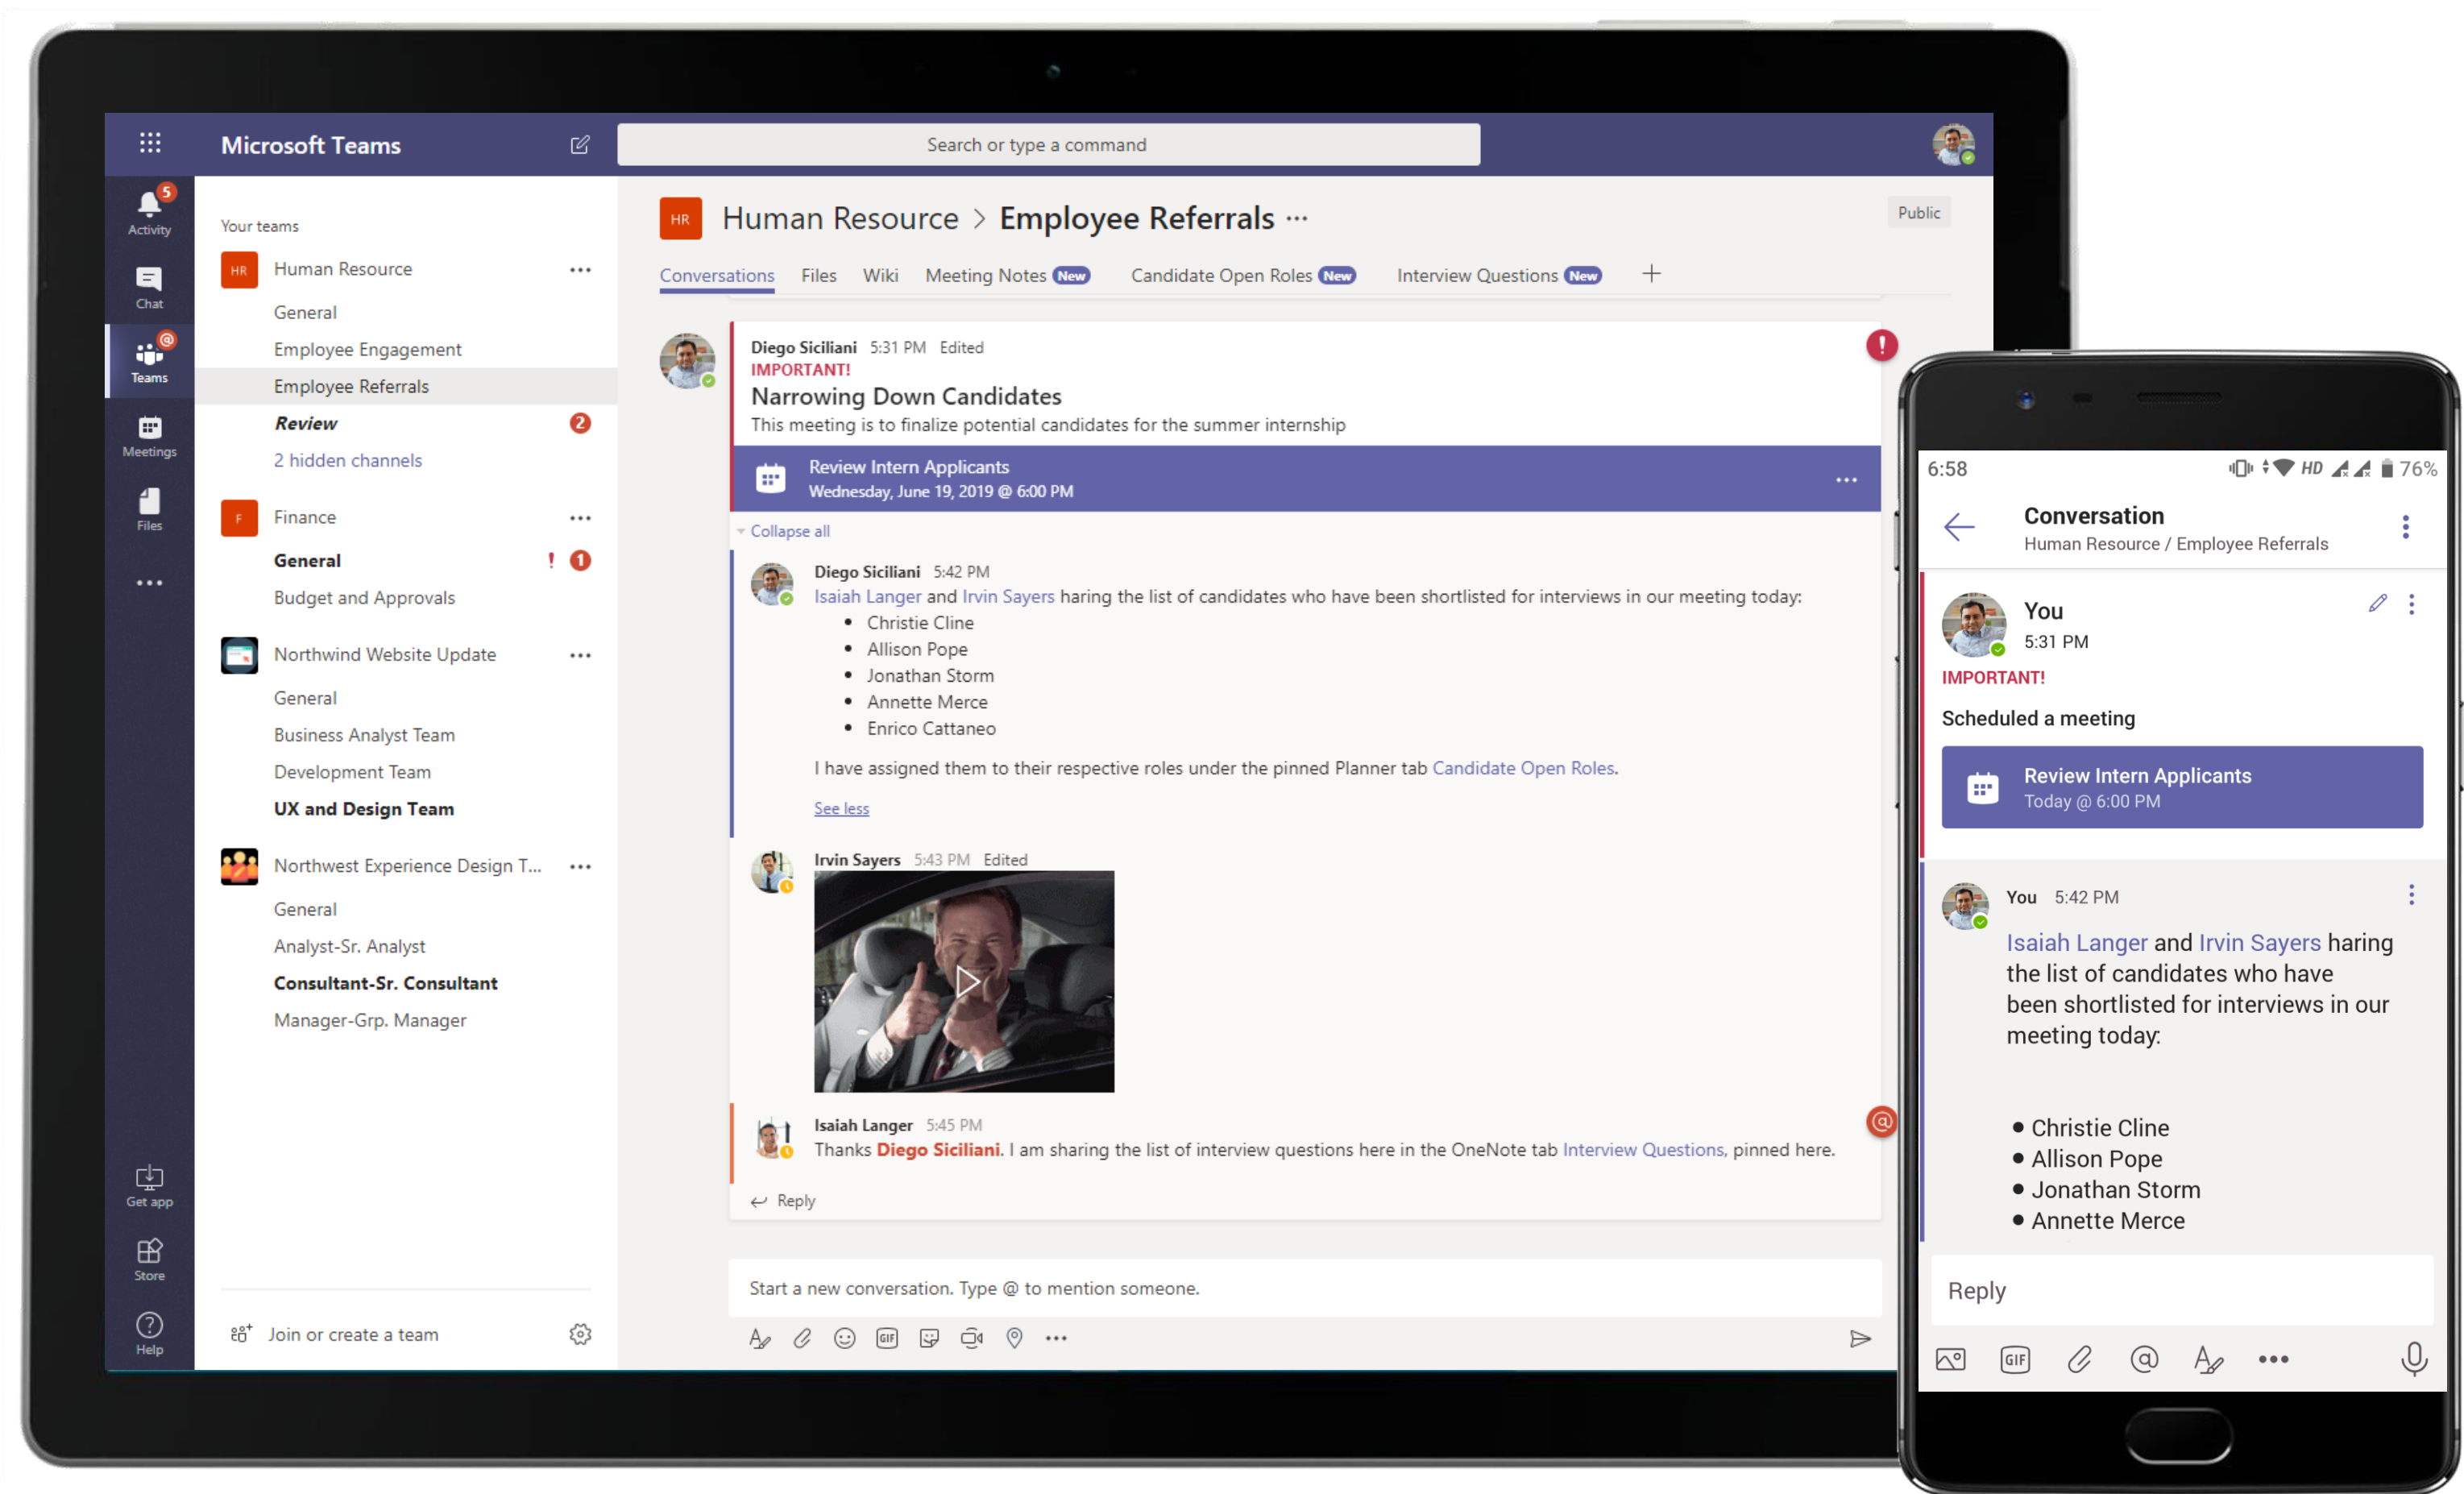 Microsoft Teams
Search or type a command
5
Activity
Chat
@
Teams
Meetings
Files
Get app
Store
Help
Your teams
HR Human Resource
General
Employee Engagement
Employee Referrals
Review 2
2 hidden channels
F Finance
General ! 1
Budget and Approvals
Northwind Website Update
General
Business Analyst Team
Development Team
UX and Design Team
Northwest Experience Design T...
General
Analyst-Sr. Analyst
Consultant-Sr. Consultant
Manager-Grp. Manager
Join or create a team
HR Human Resource > Employee Referrals ···
Public
Conversations Files Wiki Meeting Notes New Candidate Open Roles New Interview Questions New +
Diego Siciliani 5:31 PM Edited !
IMPORTANT!
Narrowing Down Candidates
This meeting is to finalize potential candidates for the summer internship
Review Intern Applicants
Wednesday, June 19, 2019 @ 6:00 PM
Collapse all
Diego Siciliani 5:42 PM
Isaiah Langer and Irvin Sayers haring the list of candidates who have been shortlisted for interviews in our meeting today:
• Christie Cline
• Allison Pope
• Jonathan Storm
• Annette Merce
• Enrico Cattaneo
I have assigned them to their respective roles under the pinned Planner tab Candidate Open Roles.
See less
Irvin Sayers 5:43 PM Edited
Isaiah Langer 5:45 PM @
Thanks Diego Siciliani. I am sharing the list of interview questions here in the OneNote tab Interview Questions, pinned here.
Reply
Start a new conversation. Type @ to mention someone.
GIF
6:58 HD 76%
Conversation
Human Resource / Employee Referrals
You
5:31 PM
IMPORTANT!
Scheduled a meeting
Review Intern Applicants
Today @ 6:00 PM
You 5:42 PM
Isaiah Langer and Irvin Sayers haring
the list of candidates who have
been shortlisted for interviews in our
meeting today:
• Christie Cline
• Allison Pope
• Jonathan Storm
• Annette Merce
Reply
GIF @